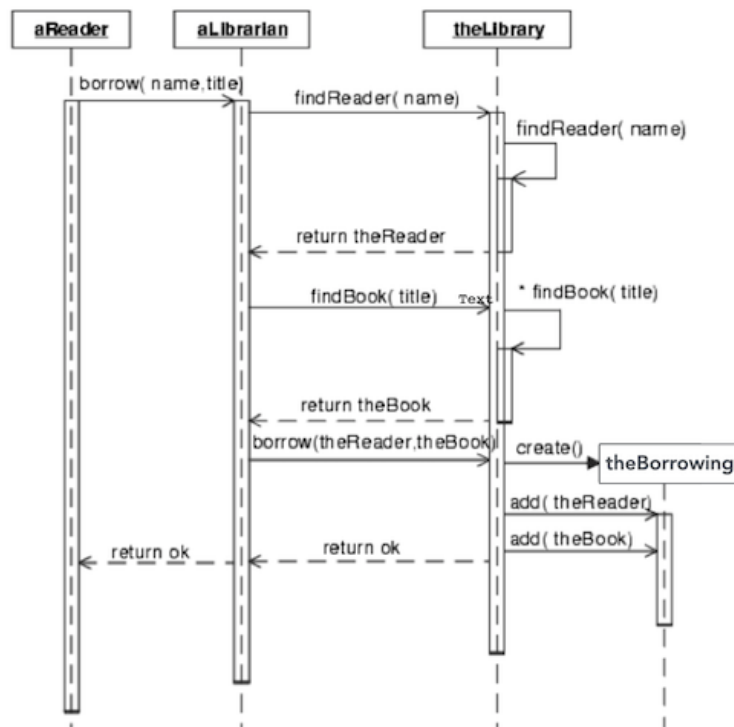 aReader
aLibrarian
theLibrary
borrow( name,title)
findReader( name)
findReader( name)
return theReader
findBook( title)
Text
* findBook( title)
return theBook
borrow(theReader,theBook)
create()
theBorrowing
add( theReader)
add( theBook)
return ok
return ok